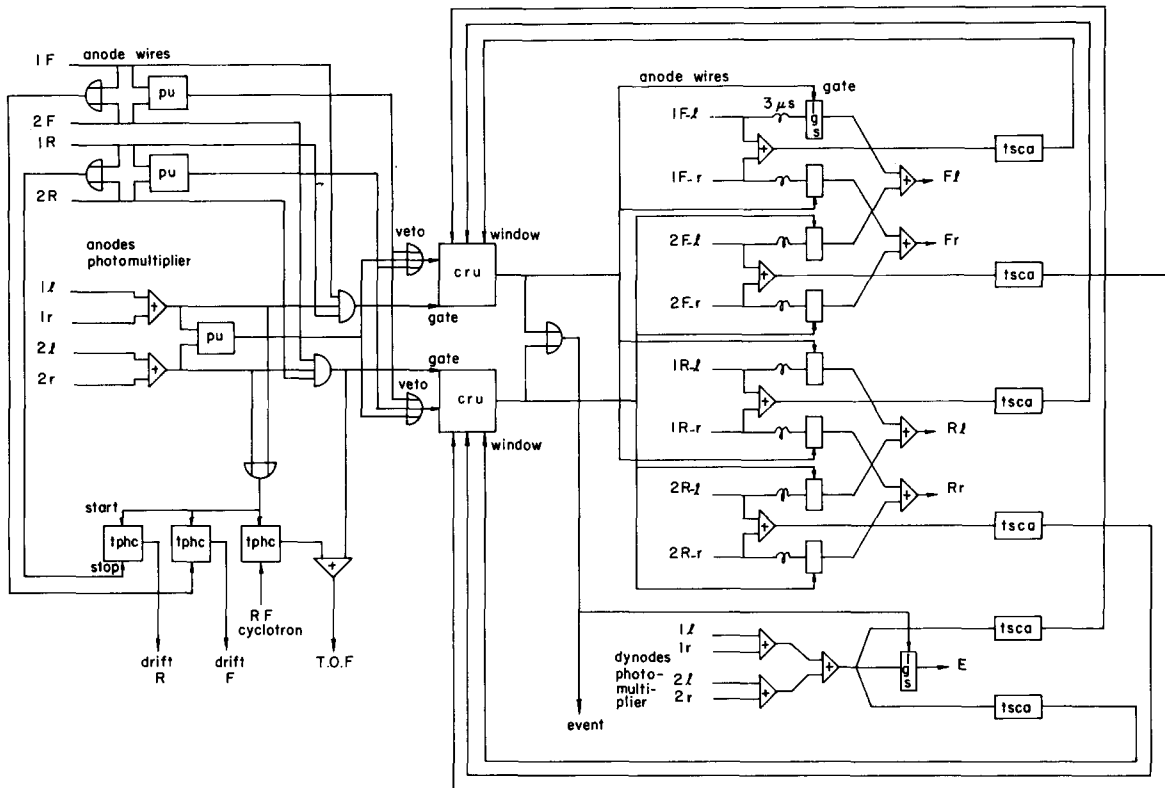 1F
anode wires
pu
2F
1R
pu
2R
anodes
photomultiplier
1ℓ
+
1r
pu
2ℓ
+
2r
veto
window
cru
gate
gate
cru
veto
window
start
tphc
tphc
tphc
stop
+
RF
cyclotron
drift
R
drift
F
T.O.F
anode wires
gate
1F-ℓ
3 μs
lgs
+
tsca
1F-r
+
Fℓ
2F-ℓ
+
Fr
+
tsca
2F-r
1R-ℓ
+
tsca
1R-r
+
Rℓ
2R-ℓ
+
Rr
+
tsca
2R-r
1ℓ
+
tsca
1r
dynodes
photo-
multi-
plier
+
lgs
E
2ℓ
+
2r
tsca
event